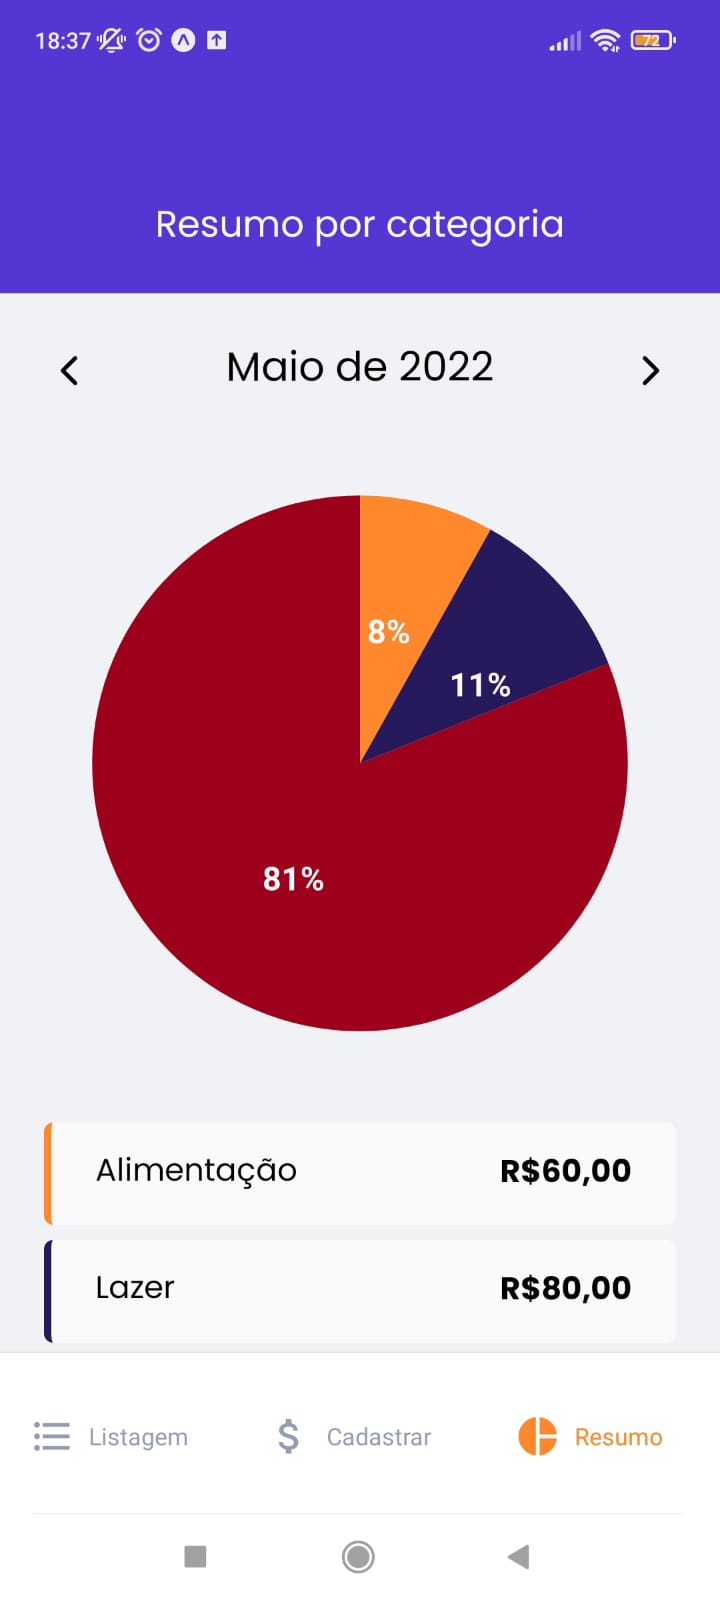 18:37
72
Resumo por categoria
Maio de 2022
8%
11%
81%
Alimentação R$60,00
Lazer R$80,00
Listagem $ Cadastrar Resumo